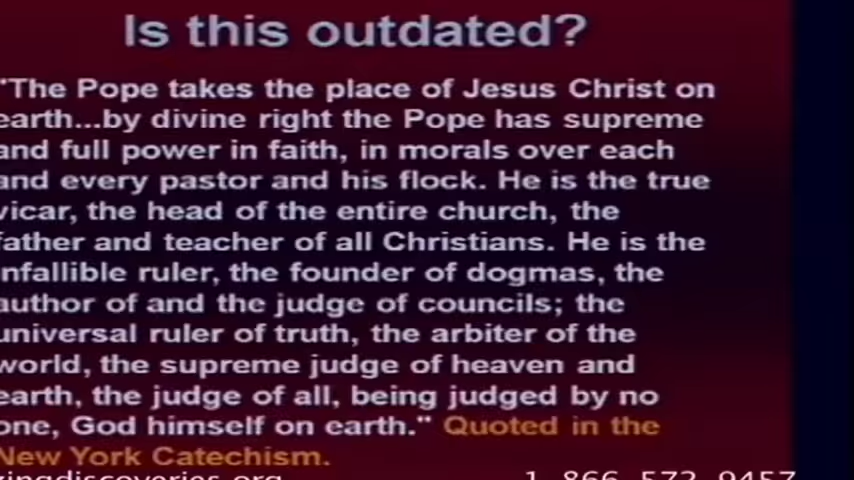 Is this outdated?
"The Pope takes the place of Jesus Christ on
earth...by divine right the Pope has supreme
and full power in faith, in morals over each
and every pastor and his flock. He is the true
vicar, the head of the entire church, the
father and teacher of all Christians. He is the
nfallible ruler, the founder of dogmas, the
author of and the judge of councils; the
universal ruler of truth, the arbiter of the
world, the supreme judge of heaven and
earth, the judge of all, being judged by no
one, God himself on earth." Quoted in the
New York Catechism.
zingdiscoveries.org 1-866-572-9457